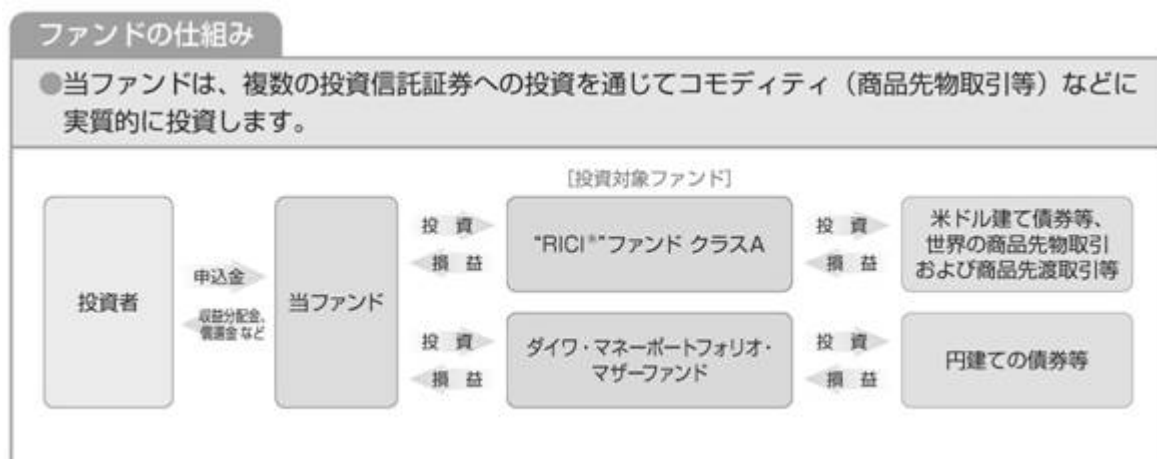 ファンドの仕組み
●当ファンドは、複数の投資信託証券への投資を通じてコモディティ（商品先物取引等）などに
実質的に投資します。
[投資対象ファンド]
投資者
申込金
収益分配金、
償還金 など
当ファンド
投 資
損 益
"RICI®"ファンド クラスA
投 資
損 益
米ドル建て債券等、
世界の商品先物取引
および商品先渡取引等
投 資
損 益
ダイワ・マネーポートフォリオ・
マザーファンド
投 資
損 益
円建ての債券等